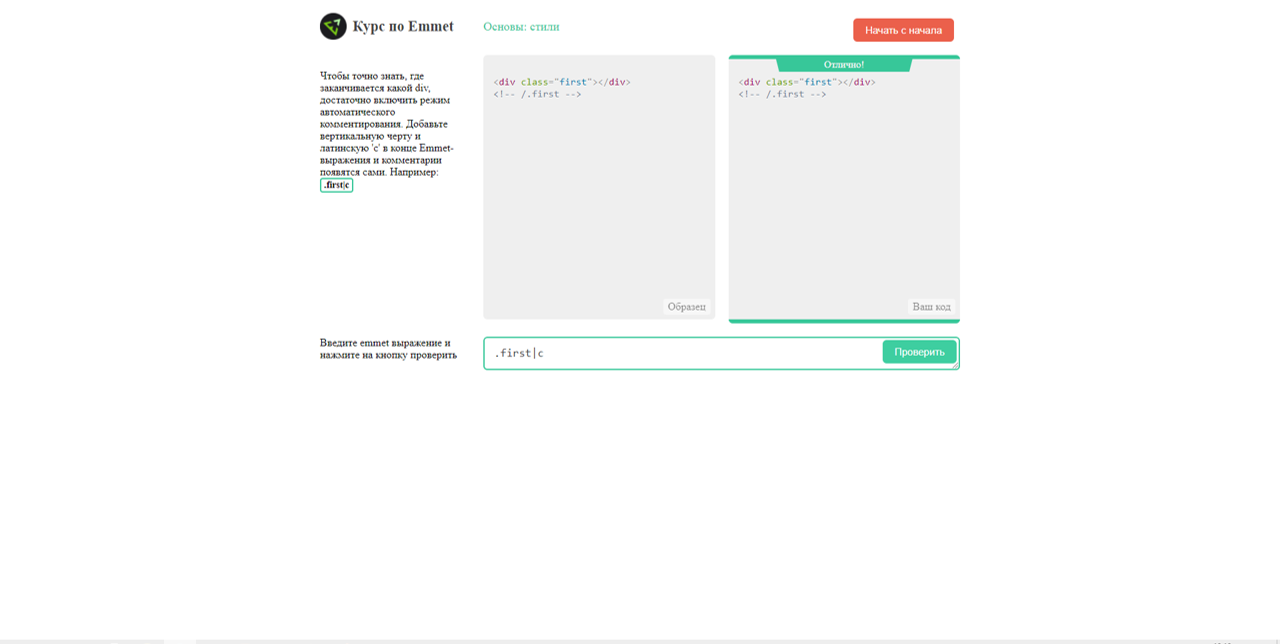 Курс по Emmet
Основы: стили
Начать с начала
Чтобы точно знать, где
заканчивается какой div,
достаточно включить режим
автоматического
комментирования. Добавьте
вертикальную черту и
латинскую 'c' в конце Emmet-
выражения и комментарии
появятся сами. Например:
.first|c
<div class="first"></div>
<!-- /.first -->
Образец
Отлично!
<div class="first"></div>
<!-- /.first -->
Ваш код
Введите emmet выражение и
нажмите на кнопку проверить
.first|c
Проверить